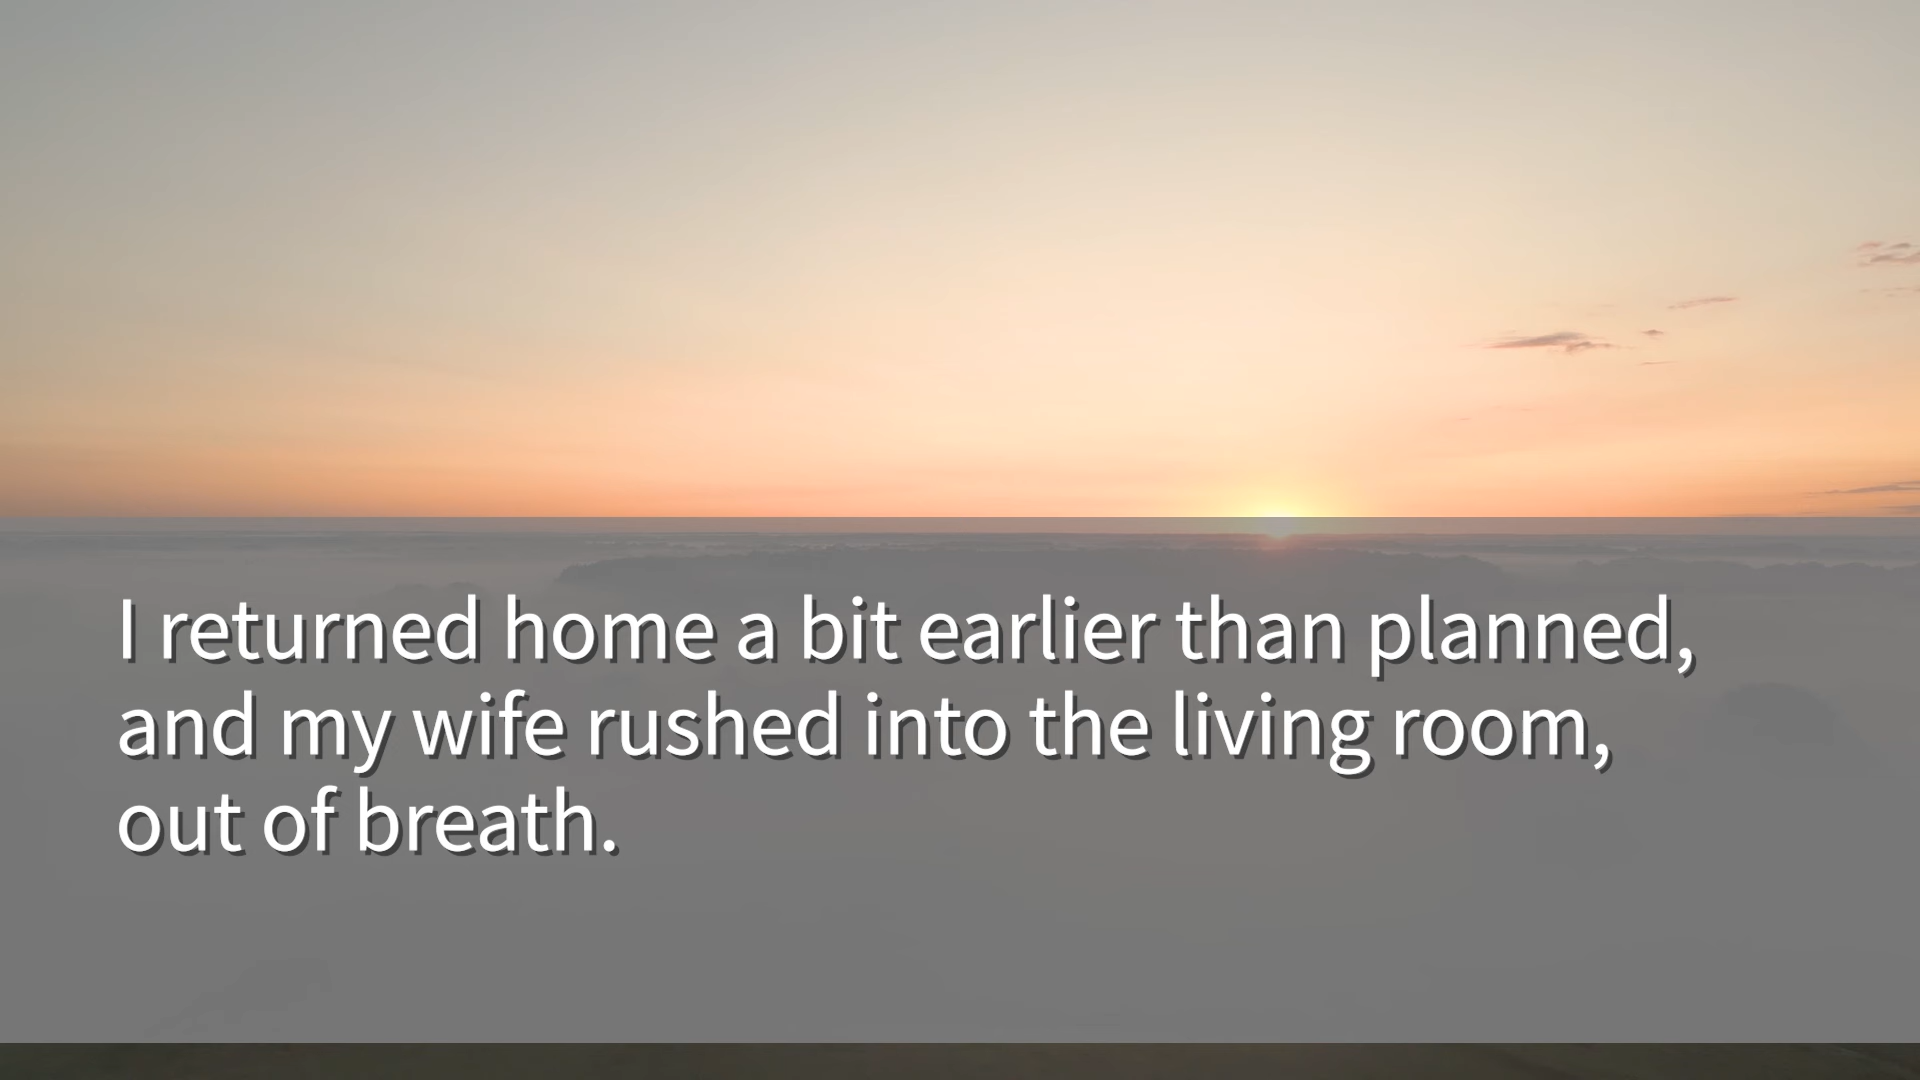 I returned home a bit earlier than planned,
and my wife rushed into the living room,
out of breath.